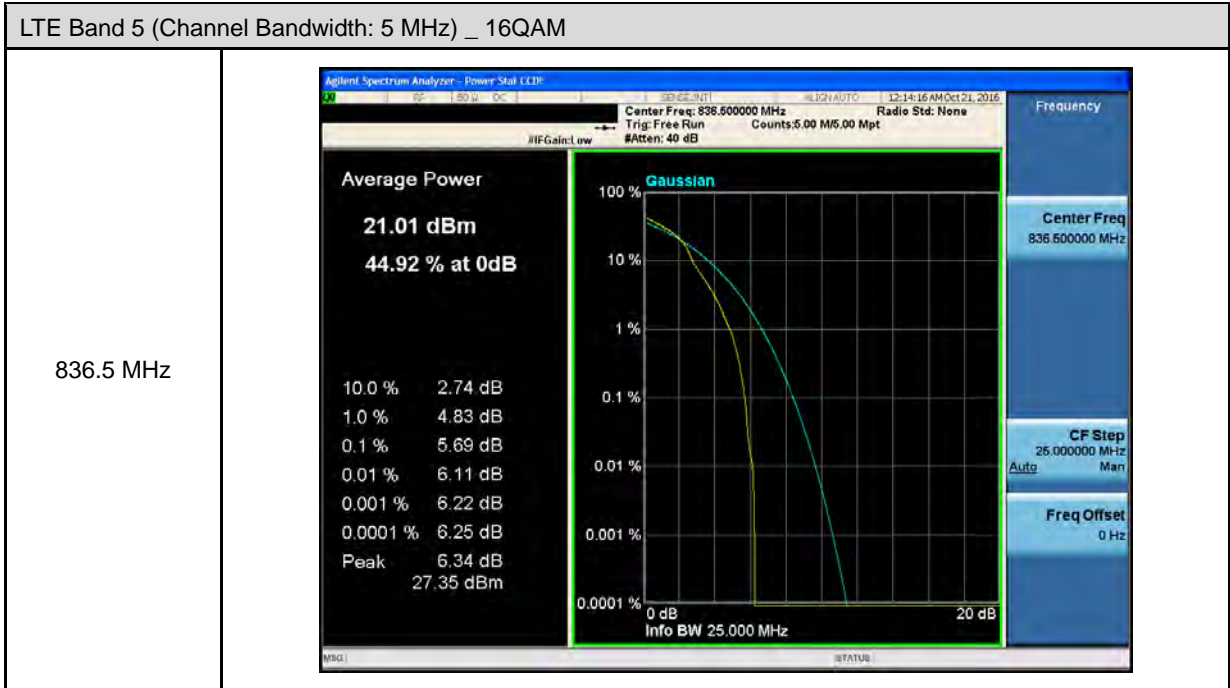 LTE Band 5 (Channel Bandwidth: 5 MHz) _ 16QAM
836.5 MHz
Agilent Spectrum Analyzer - Power Stat CCDF
RF 50 Ω DC SENSE:INT ALIGN AUTO 12:14:16 AM Oct 21, 2016
Center Freq: 836.500000 MHz Radio Std: None
Trig: Free Run Counts:5.00 M/5.00 Mpt
#IFGain:Low #Atten: 40 dB
Average Power
21.01 dBm
44.92 % at 0dB
10.0 % 2.74 dB
1.0 % 4.83 dB
0.1 % 5.69 dB
0.01 % 6.11 dB
0.001 % 6.22 dB
0.0001 % 6.25 dB
Peak 6.34 dB
27.35 dBm
Gaussian
100 %
10 %
1 %
0.1 %
0.01 %
0.001 %
0.0001 %
0 dB 20 dB
Info BW 25.000 MHz
Frequency
Center Freq
836.500000 MHz
CF Step
25.000000 MHz
Auto Man
Freq Offset
0 Hz
MSG STATUS